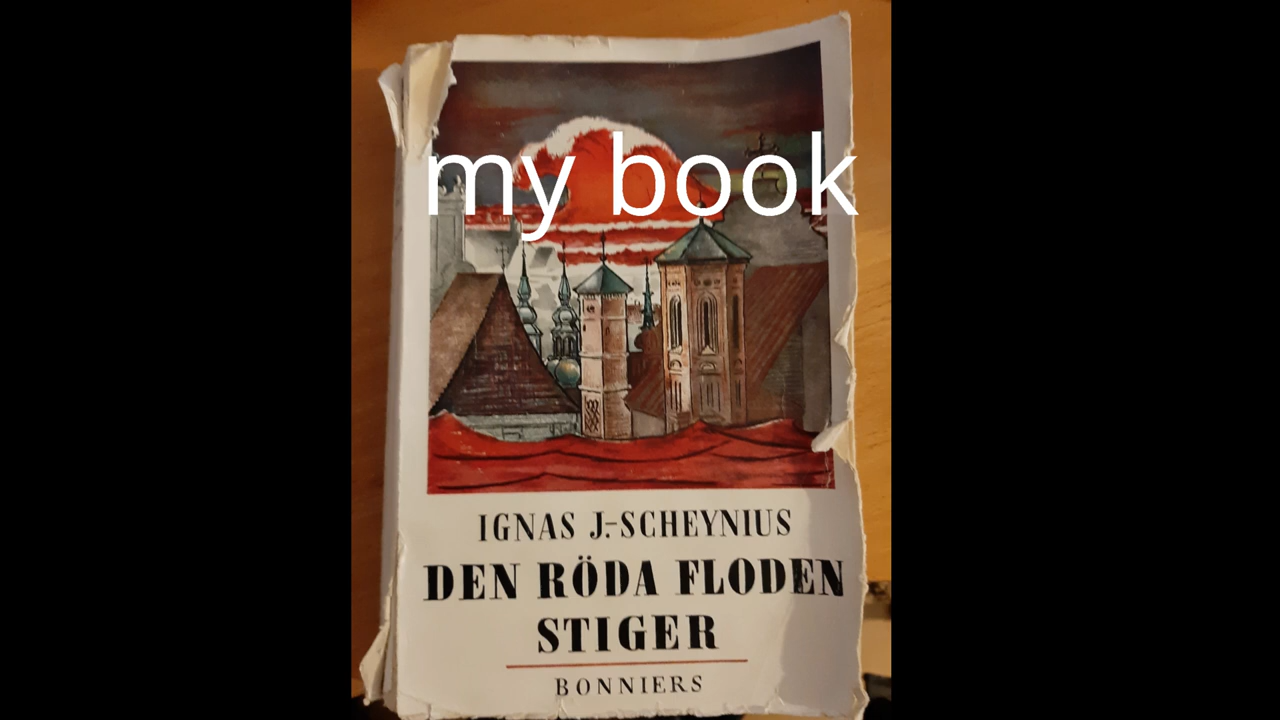 my book
IGNAS J.-SCHEYNIUS
DEN RÖDA FLODEN
STIGER
BONNIERS